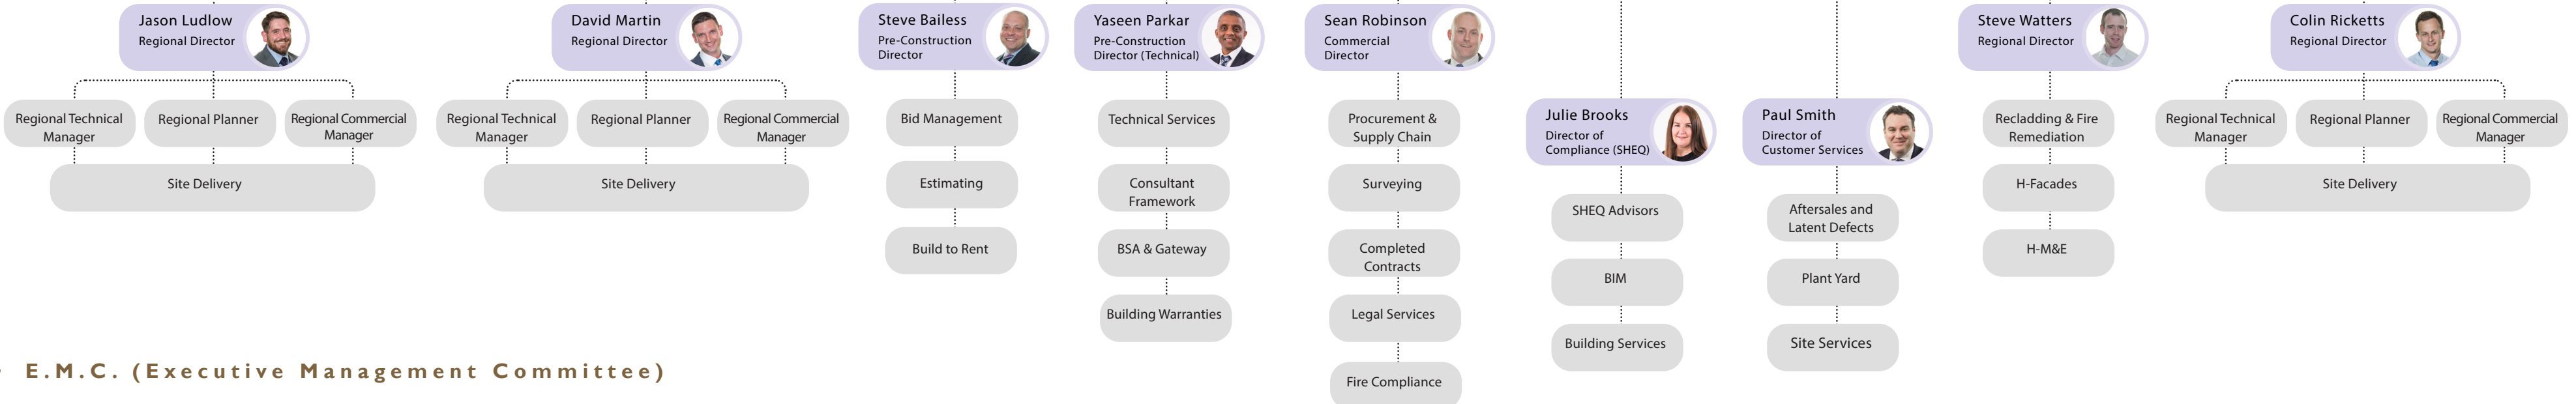 Jason Ludlow
Regional Director
Regional Technical
Manager
Regional Planner
Regional Commercial
Manager
Site Delivery
David Martin
Regional Director
Regional Technical
Manager
Regional Planner
Regional Commercial
Manager
Site Delivery
Steve Bailess
Pre-Construction
Director
Bid Management
Estimating
Build to Rent
Yaseen Parkar
Pre-Construction
Director (Technical)
Technical Services
Consultant
Framework
BSA & Gateway
Building Warranties
Sean Robinson
Commercial
Director
Procurement &
Supply Chain
Surveying
Completed
Contracts
Legal Services
Fire Compliance
Julie Brooks
Director of
Compliance (SHEQ)
SHEQ Advisors
BIM
Building Services
Paul Smith
Director of
Customer Services
Aftersales and
Latent Defects
Plant Yard
Site Services
Steve Watters
Regional Director
Recladding & Fire
Remediation
H-Facades
H-M&E
Colin Ricketts
Regional Director
Regional Technical
Manager
Regional Planner
Regional Commercial
Manager
Site Delivery
E.M.C. (Executive Management Committee)